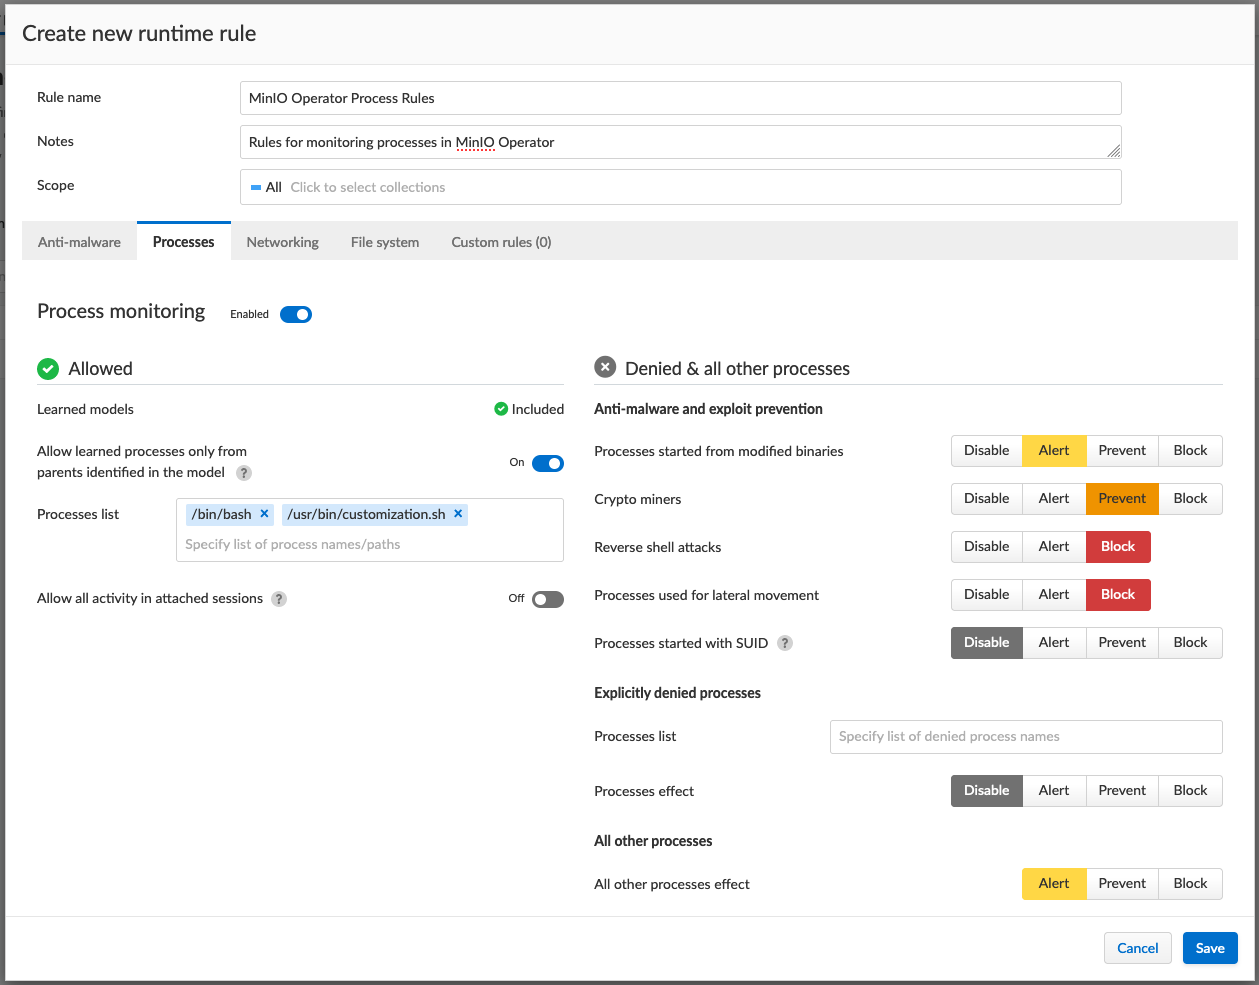 Create new runtime rule
Rule name
MinIO Operator Process Rules
Notes
Rules for monitoring processes in MinIO Operator
Scope
All Click to select collections
Anti-malware Processes Networking File system Custom rules (0)
Process monitoring Enabled
Allowed
Learned models Included
Allow learned processes only from
parents identified in the model ?
On
Processes list
/bin/bash × /usr/bin/customization.sh ×
Specify list of process names/paths
Allow all activity in attached sessions ? Off
Denied & all other processes
Anti-malware and exploit prevention
Processes started from modified binaries Disable Alert Prevent Block
Crypto miners Disable Alert Prevent Block
Reverse shell attacks Disable Alert Block
Processes used for lateral movement Disable Alert Block
Processes started with SUID ? Disable Alert Prevent Block
Explicitly denied processes
Processes list Specify list of denied process names
Processes effect Disable Alert Prevent Block
All other processes
All other processes effect Alert Prevent Block
Cancel Save